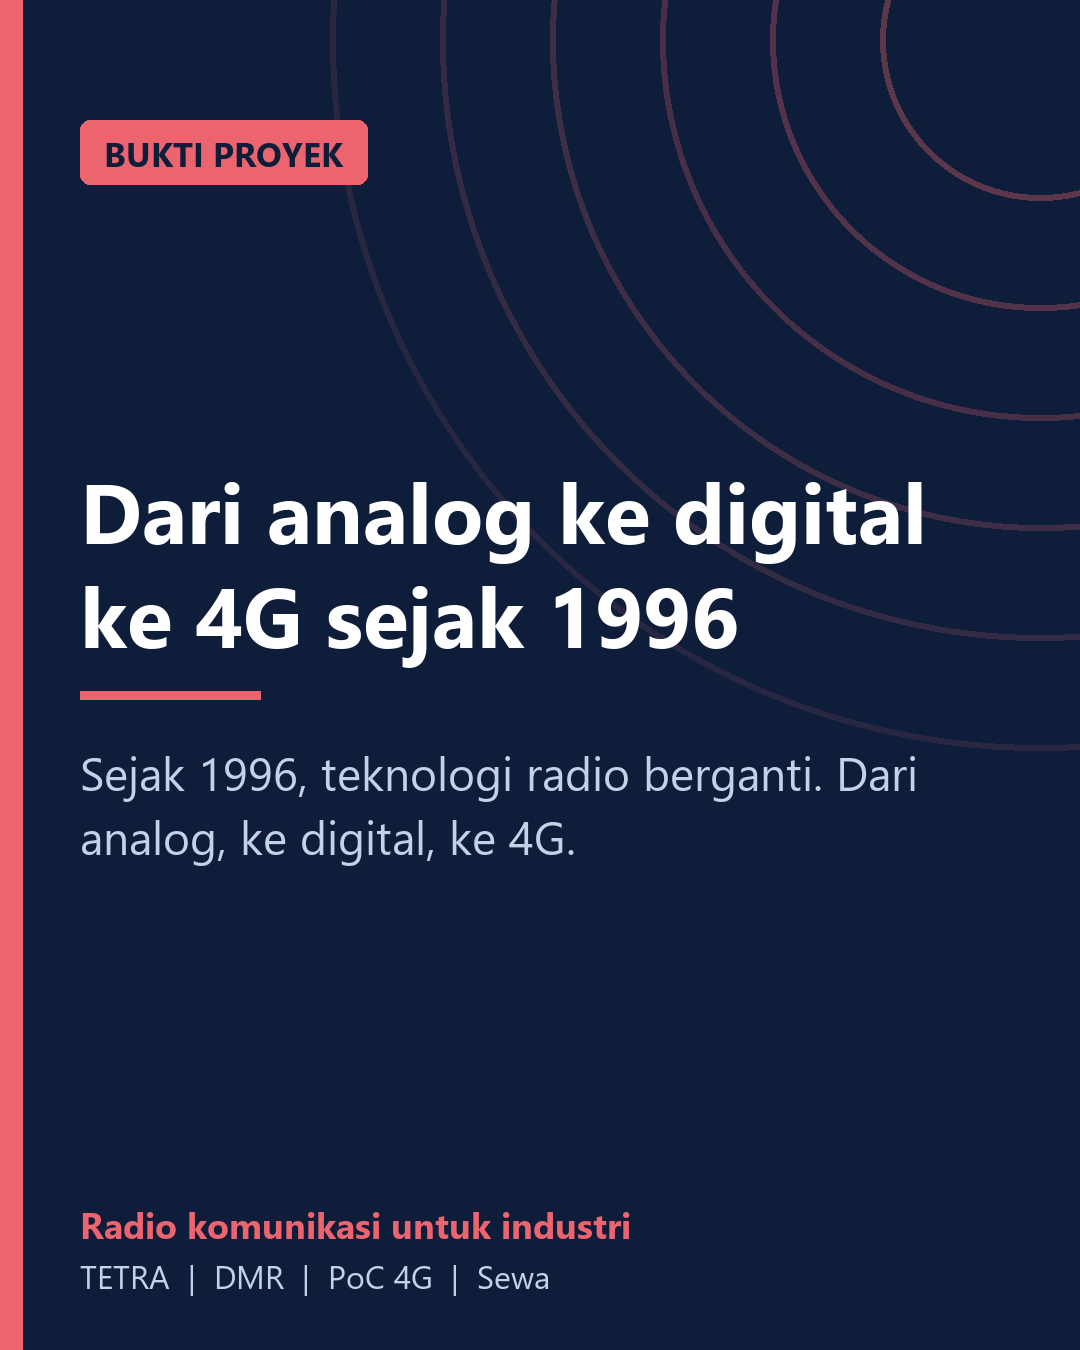 BUKTI PROYEK
Dari analog ke digital
ke 4G sejak 1996
Sejak 1996, teknologi radio berganti. Dari
analog, ke digital, ke 4G.
Radio komunikasi untuk industri
TETRA | DMR | PoC 4G | Sewa